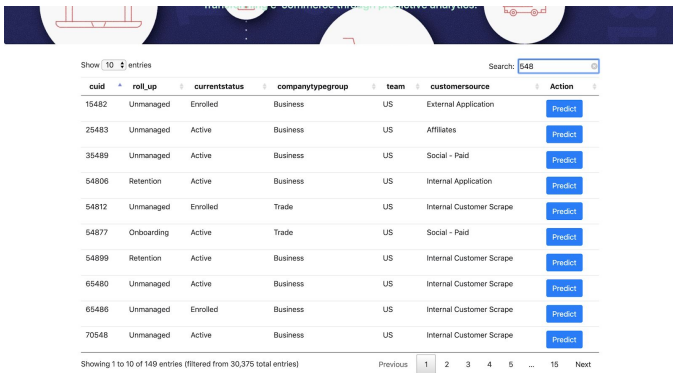 e-commerce through predictive analytics.
Show 10 entries
Search: 548
cuid roll_up currentstatus companytypegroup team customersource Action
15482 Unmanaged Enrolled Business US External Application Predict
25483 Unmanaged Active Business US Affiliates Predict
35489 Unmanaged Active Business US Social - Paid Predict
54806 Retention Active Business US Internal Application Predict
54812 Unmanaged Enrolled Trade US Internal Customer Scrape Predict
54877 Onboarding Active Trade US Social - Paid Predict
54899 Retention Active Business US Internal Customer Scrape Predict
65480 Unmanaged Active Business US Internal Customer Scrape Predict
65486 Unmanaged Enrolled Business US Internal Customer Scrape Predict
70548 Unmanaged Active Business US Internal Customer Scrape Predict
Showing 1 to 10 of 149 entries (filtered from 30,375 total entries)
Previous 1 2 3 4 5 ... 15 Next